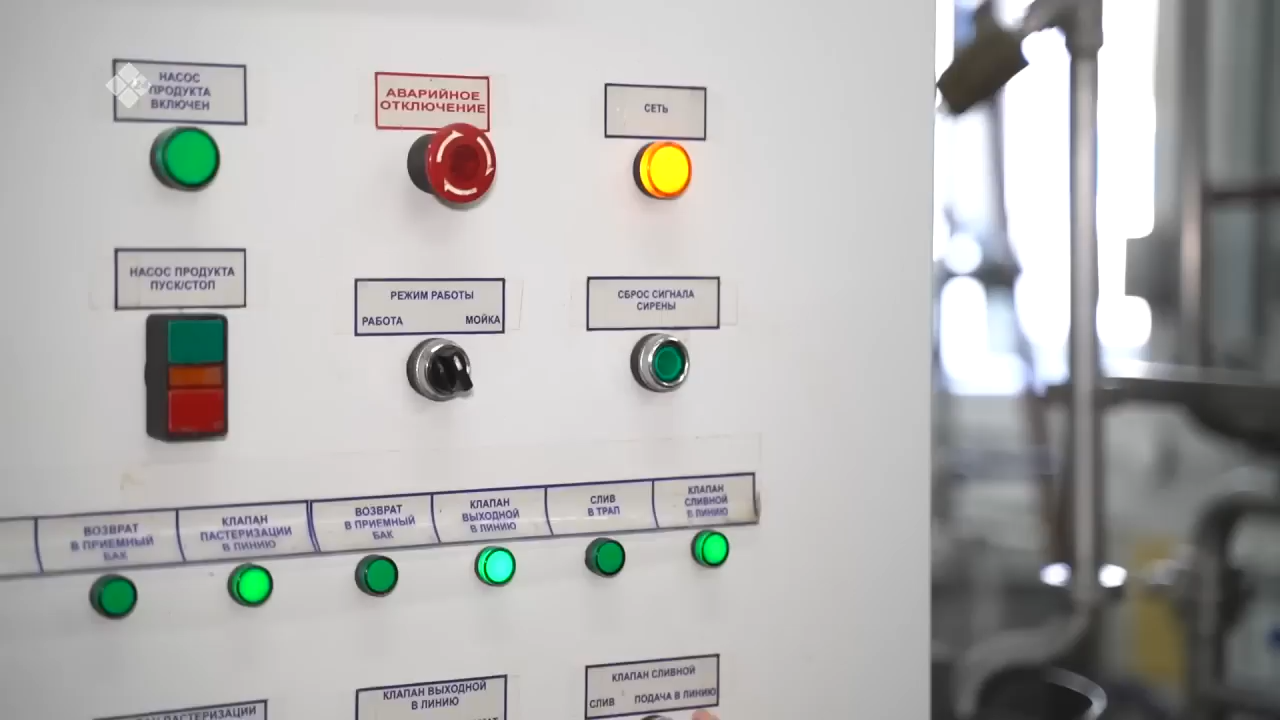 НАСОС
ПРОДУКТА
ВКЛЮЧЕН
АВАРИЙНОЕ
ОТКЛЮЧЕНИЕ
СЕТЬ
НАСОС ПРОДУКТА
ПУСК/СТОП
РЕЖИМ РАБОТЫ
РАБОТА МОЙКА
СБРОС СИГНАЛА
СИРЕНЫ
ВОЗВРАТ
В ПРИЕМНЫЙ
БАК
КЛАПАН
ПАСТЕРИЗАЦИИ
В ЛИНИЮ
ВОЗВРАТ
В ПРИЕМНЫЙ
БАК
КЛАПАН
ВЫХОДНОЙ
В ЛИНИЮ
СЛИВ
В ТРАП
КЛАПАН
СЛИВНОЙ
В ЛИНИЮ
ПАСТЕРИЗАЦИИ
КЛАПАН ВЫХОДНОЙ
В ЛИНИЮ
КЛАПАН СЛИВНОЙ
СЛИВ ПОДАЧА В ЛИНИЮ